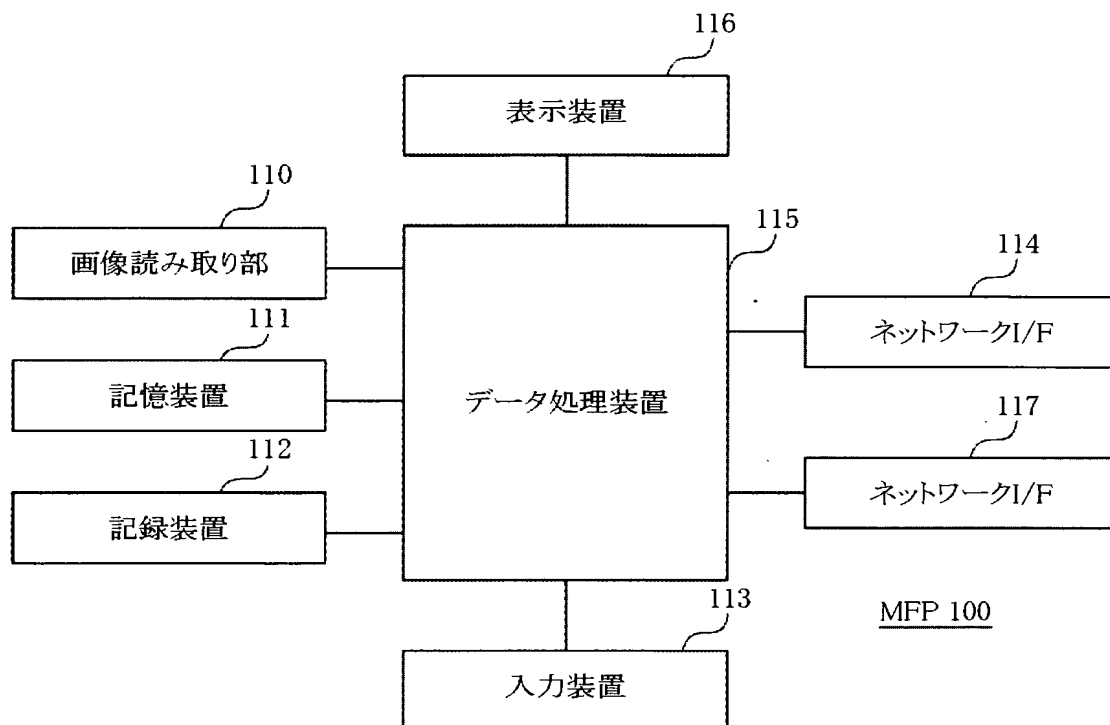 116
表示装置
110
画像読み取り部
115
114
ネットワークI/F
111
記憶装置
データ処理装置
117
ネットワークI/F
112
記録装置
113
入力装置
MFP 100